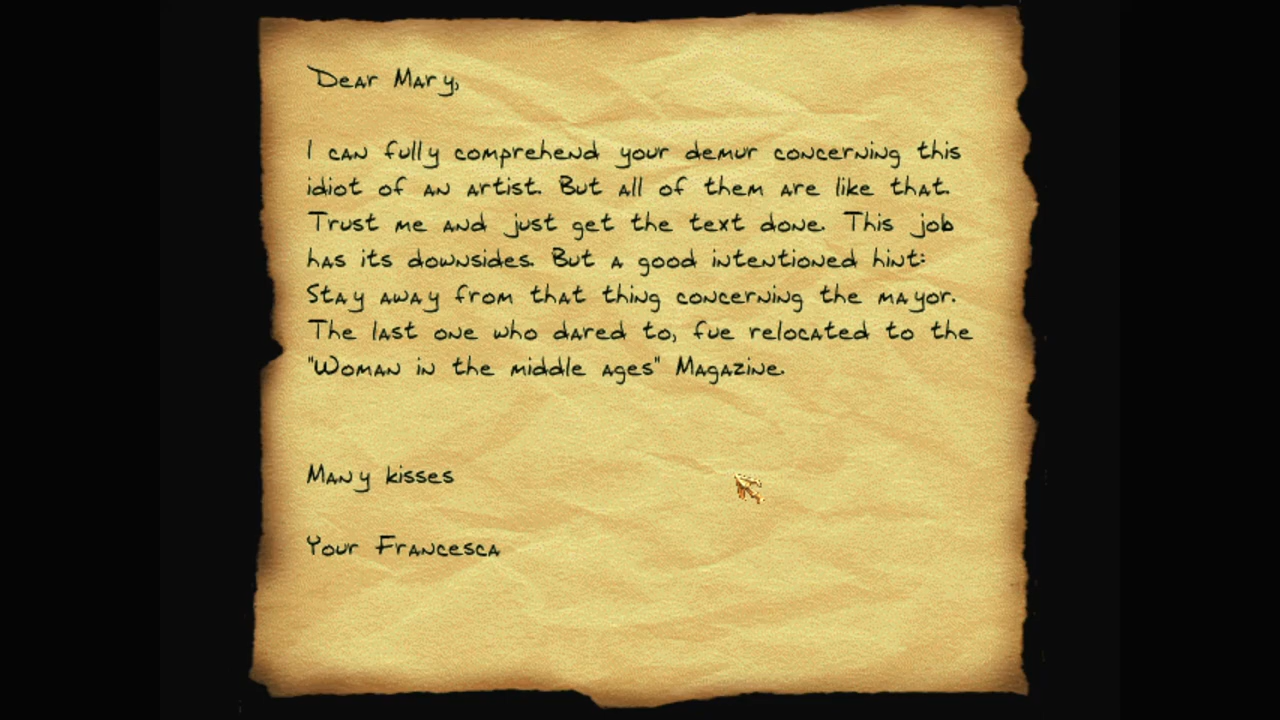 Dear Mary,
I can fully comprehend your demur concerning this
idiot of an artist. But all of them are like that.
Trust me and just get the text done. This job
has its downsides. But a good intentioned hint:
Stay away from that thing concerning the mayor.
The last one who dared to, fue relocated to the
"Woman in the middle ages" Magazine.
Many kisses
Your Francesca